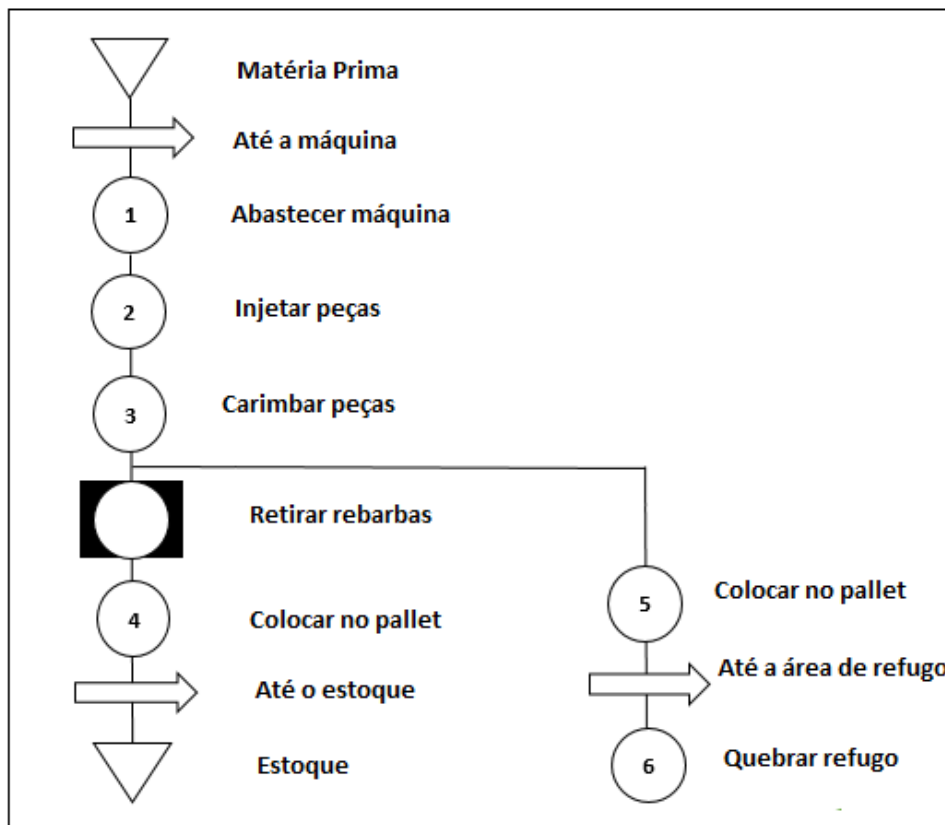 Matéria Prima
Até a máquina
1
Abastecer máquina
2
Injetar peças
3
Carimbar peças
Retirar rebarbas
4
Colocar no pallet
Até o estoque
Estoque
5
Colocar no pallet
Até a área de refugo
6
Quebrar refugo